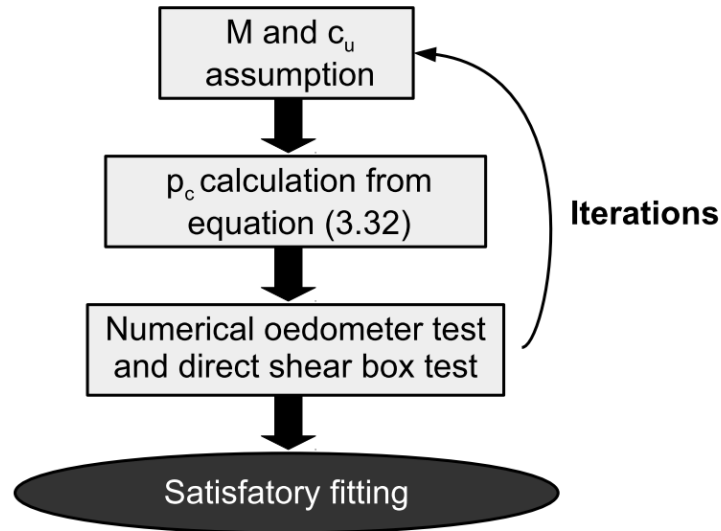 M and cᵤ
assumption
p_c calculation from
equation (3.32)
Iterations
Numerical oedometer test
and direct shear box test
Satisfatory fitting